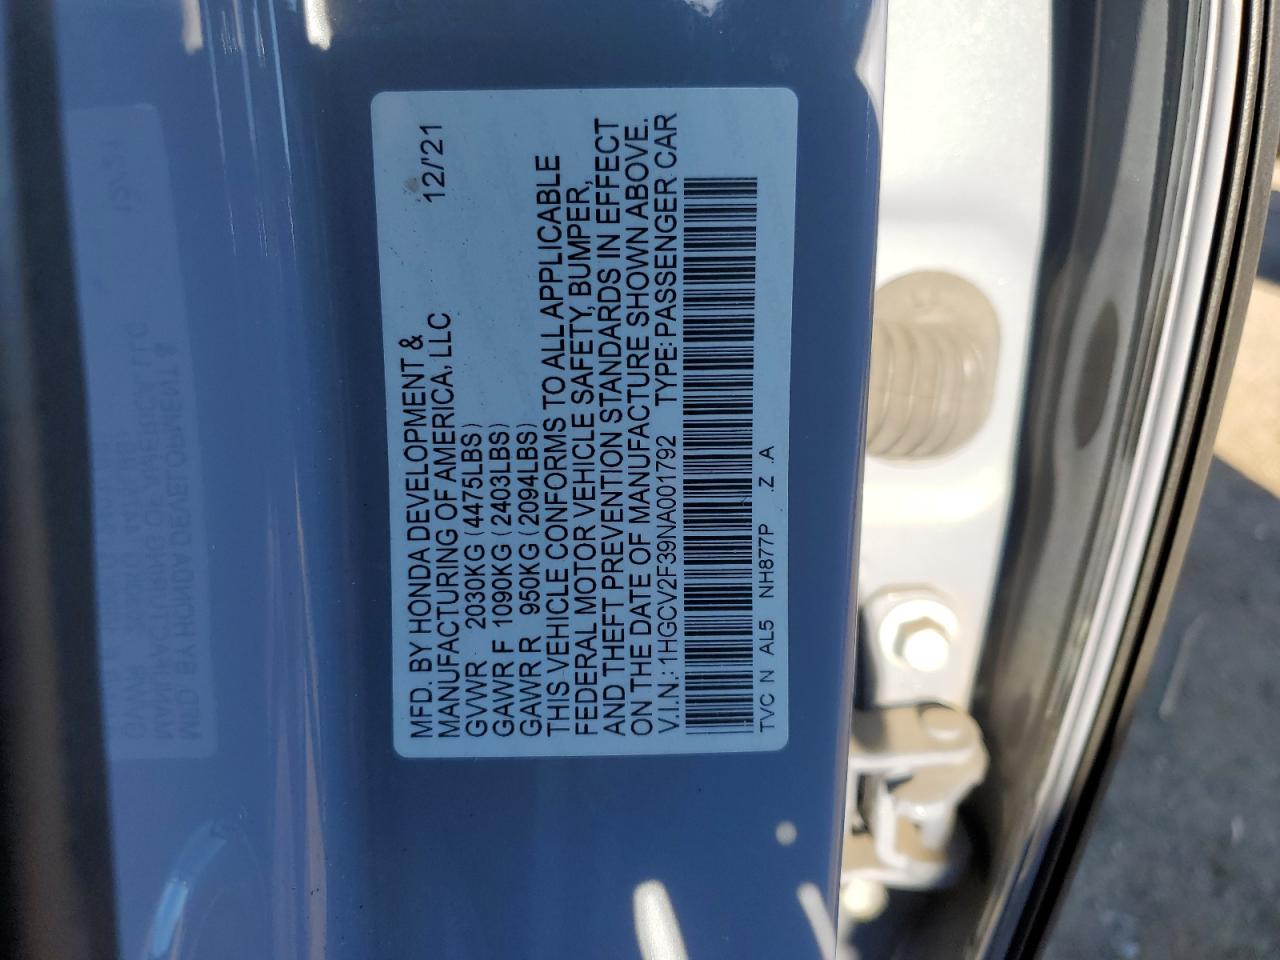 MFD. BY HONDA DEVELOPMENT &
MANUFACTURING OF AMERICA, LLC 12/'21
GVWR 2030KG (4475LBS)
GAWR F 1090KG (2403LBS)
GAWR R 950KG (2094LBS)
THIS VEHICLE CONFORMS TO ALL APPLICABLE
FEDERAL MOTOR VEHICLE SAFETY, BUMPER,
AND THEFT PREVENTION STANDARDS IN EFFECT
ON THE DATE OF MANUFACTURE SHOWN ABOVE.
V.I.N.: 1HGCV2F39NA001792 TYPE: PASSENGER CAR
TVC N AL5 NH877P .Z .A